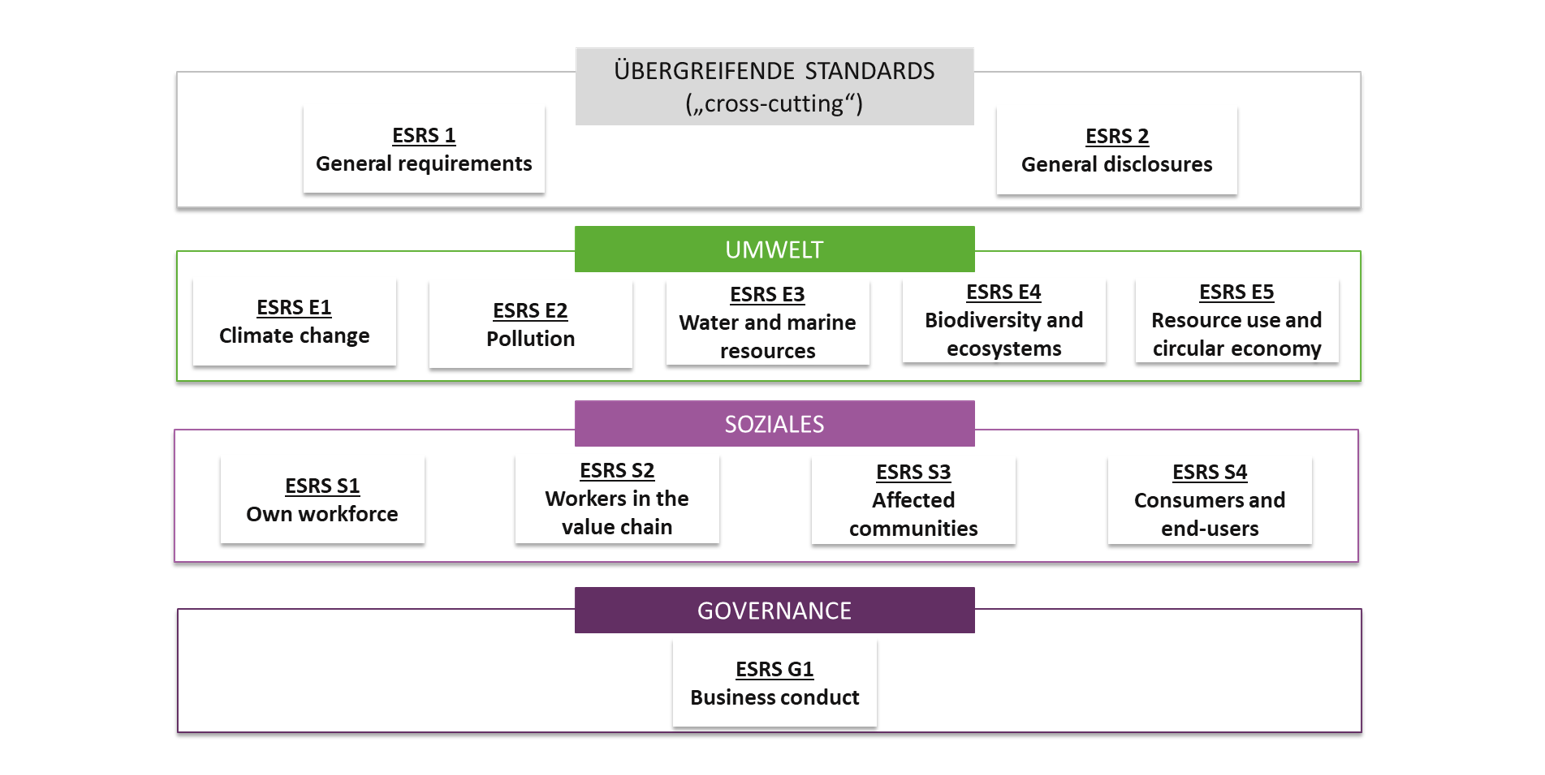 ÜBERGREIFENDE STANDARDS
(„cross-cutting“)
ESRS 1
General requirements
ESRS 2
General disclosures
UMWELT
ESRS E1
Climate change
ESRS E2
Pollution
ESRS E3
Water and marine
resources
ESRS E4
Biodiversity and
ecosystems
ESRS E5
Resource use and
circular economy
SOZIALES
ESRS S1
Own workforce
ESRS S2
Workers in the
value chain
ESRS S3
Affected
communities
ESRS S4
Consumers and
end-users
GOVERNANCE
ESRS G1
Business conduct